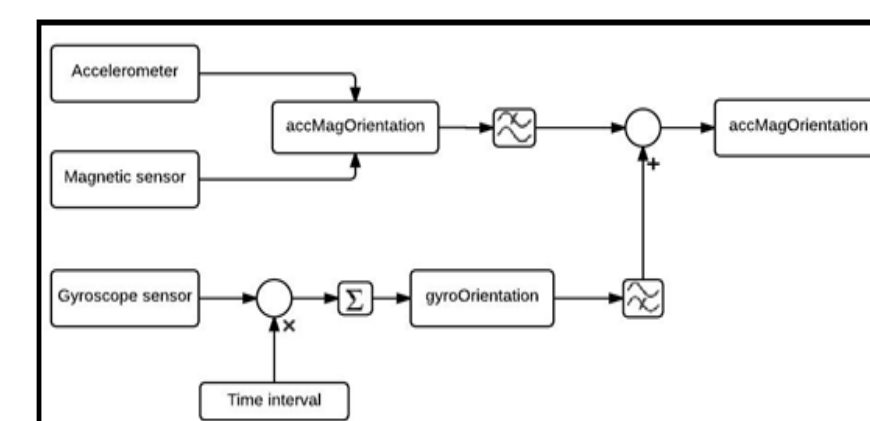 Accelerometer
accMagOrientation
accMagOrientation
Magnetic sensor
+
Gyroscope sensor
Σ
gyroOrientation
×
Time interval